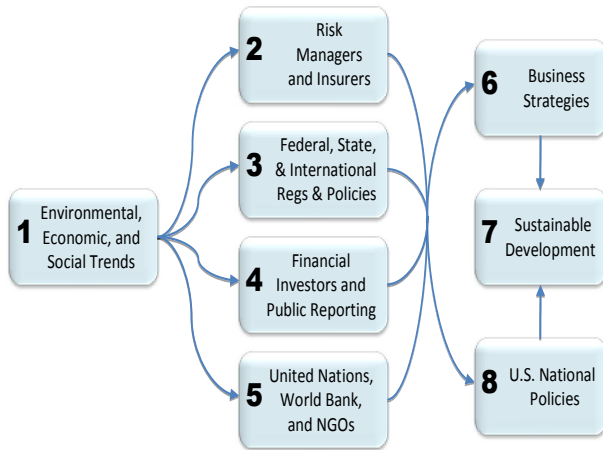 1 Environmental,
Economic, and
Social Trends
2 Risk
Managers
and Insurers
3 Federal, State,
& International
Regs & Policies
4 Financial
Investors and
Public Reporting
5 United Nations,
World Bank,
and NGOs
6 Business
Strategies
7 Sustainable
Development
8 U.S. National
Policies